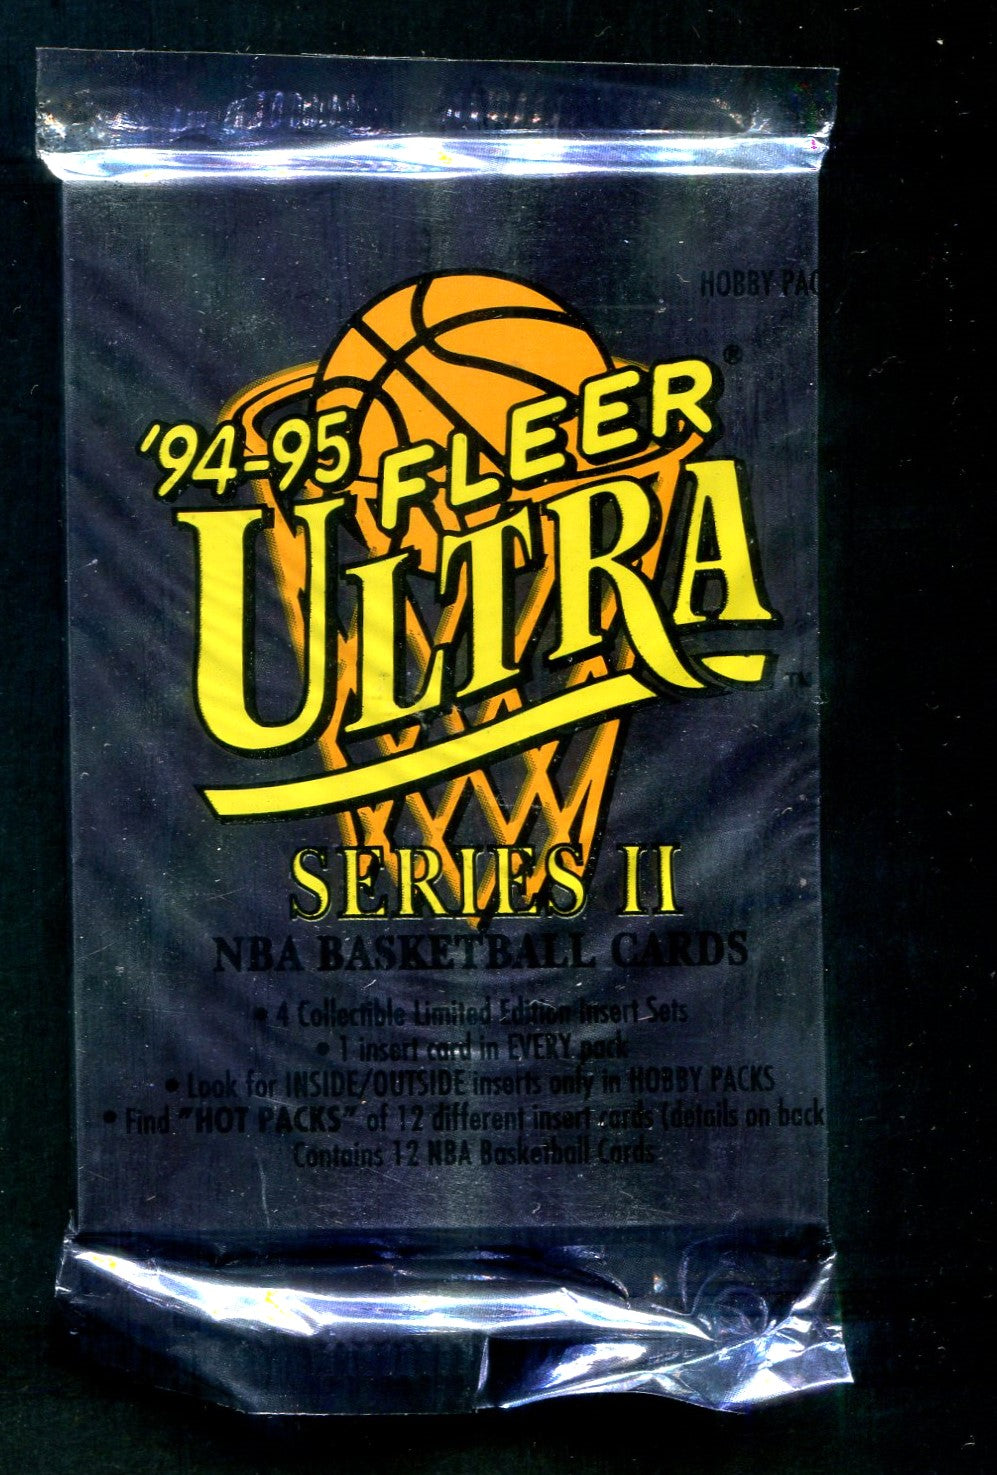 HOBBY PAC
'94-95 FLEER®
ULTRA™
SERIES II
NBA BASKETBALL CARDS
• 4 Collectible Limited Edition Insert Sets
• 1 insert card in EVERY pack
• Look for INSIDE/OUTSIDE inserts only in HOBBY PACKS
• Find "HOT PACKS" of 12 different insert cards (details on back
Contains 12 NBA Basketball Cards